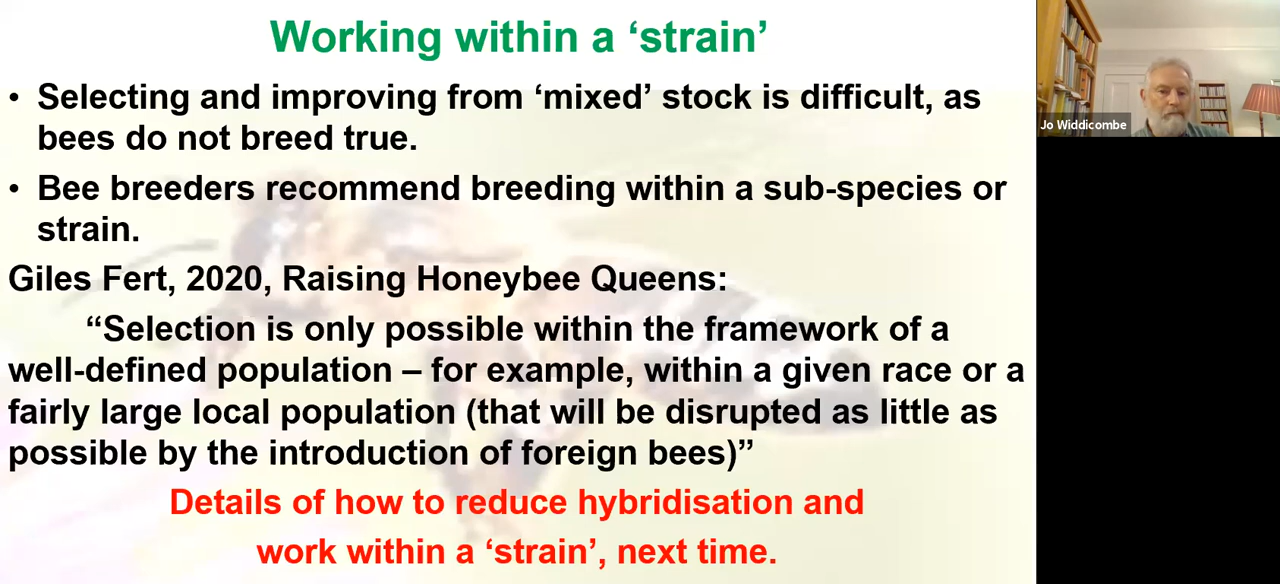 Working within a ‘strain’
• Selecting and improving from ‘mixed’ stock is difficult, as
bees do not breed true.
• Bee breeders recommend breeding within a sub-species or
strain.
Giles Fert, 2020, Raising Honeybee Queens:
“Selection is only possible within the framework of a
well-defined population – for example, within a given race or a
fairly large local population (that will be disrupted as little as
possible by the introduction of foreign bees)”
Details of how to reduce hybridisation and
work within a ‘strain’, next time.
Jo Widdicombe